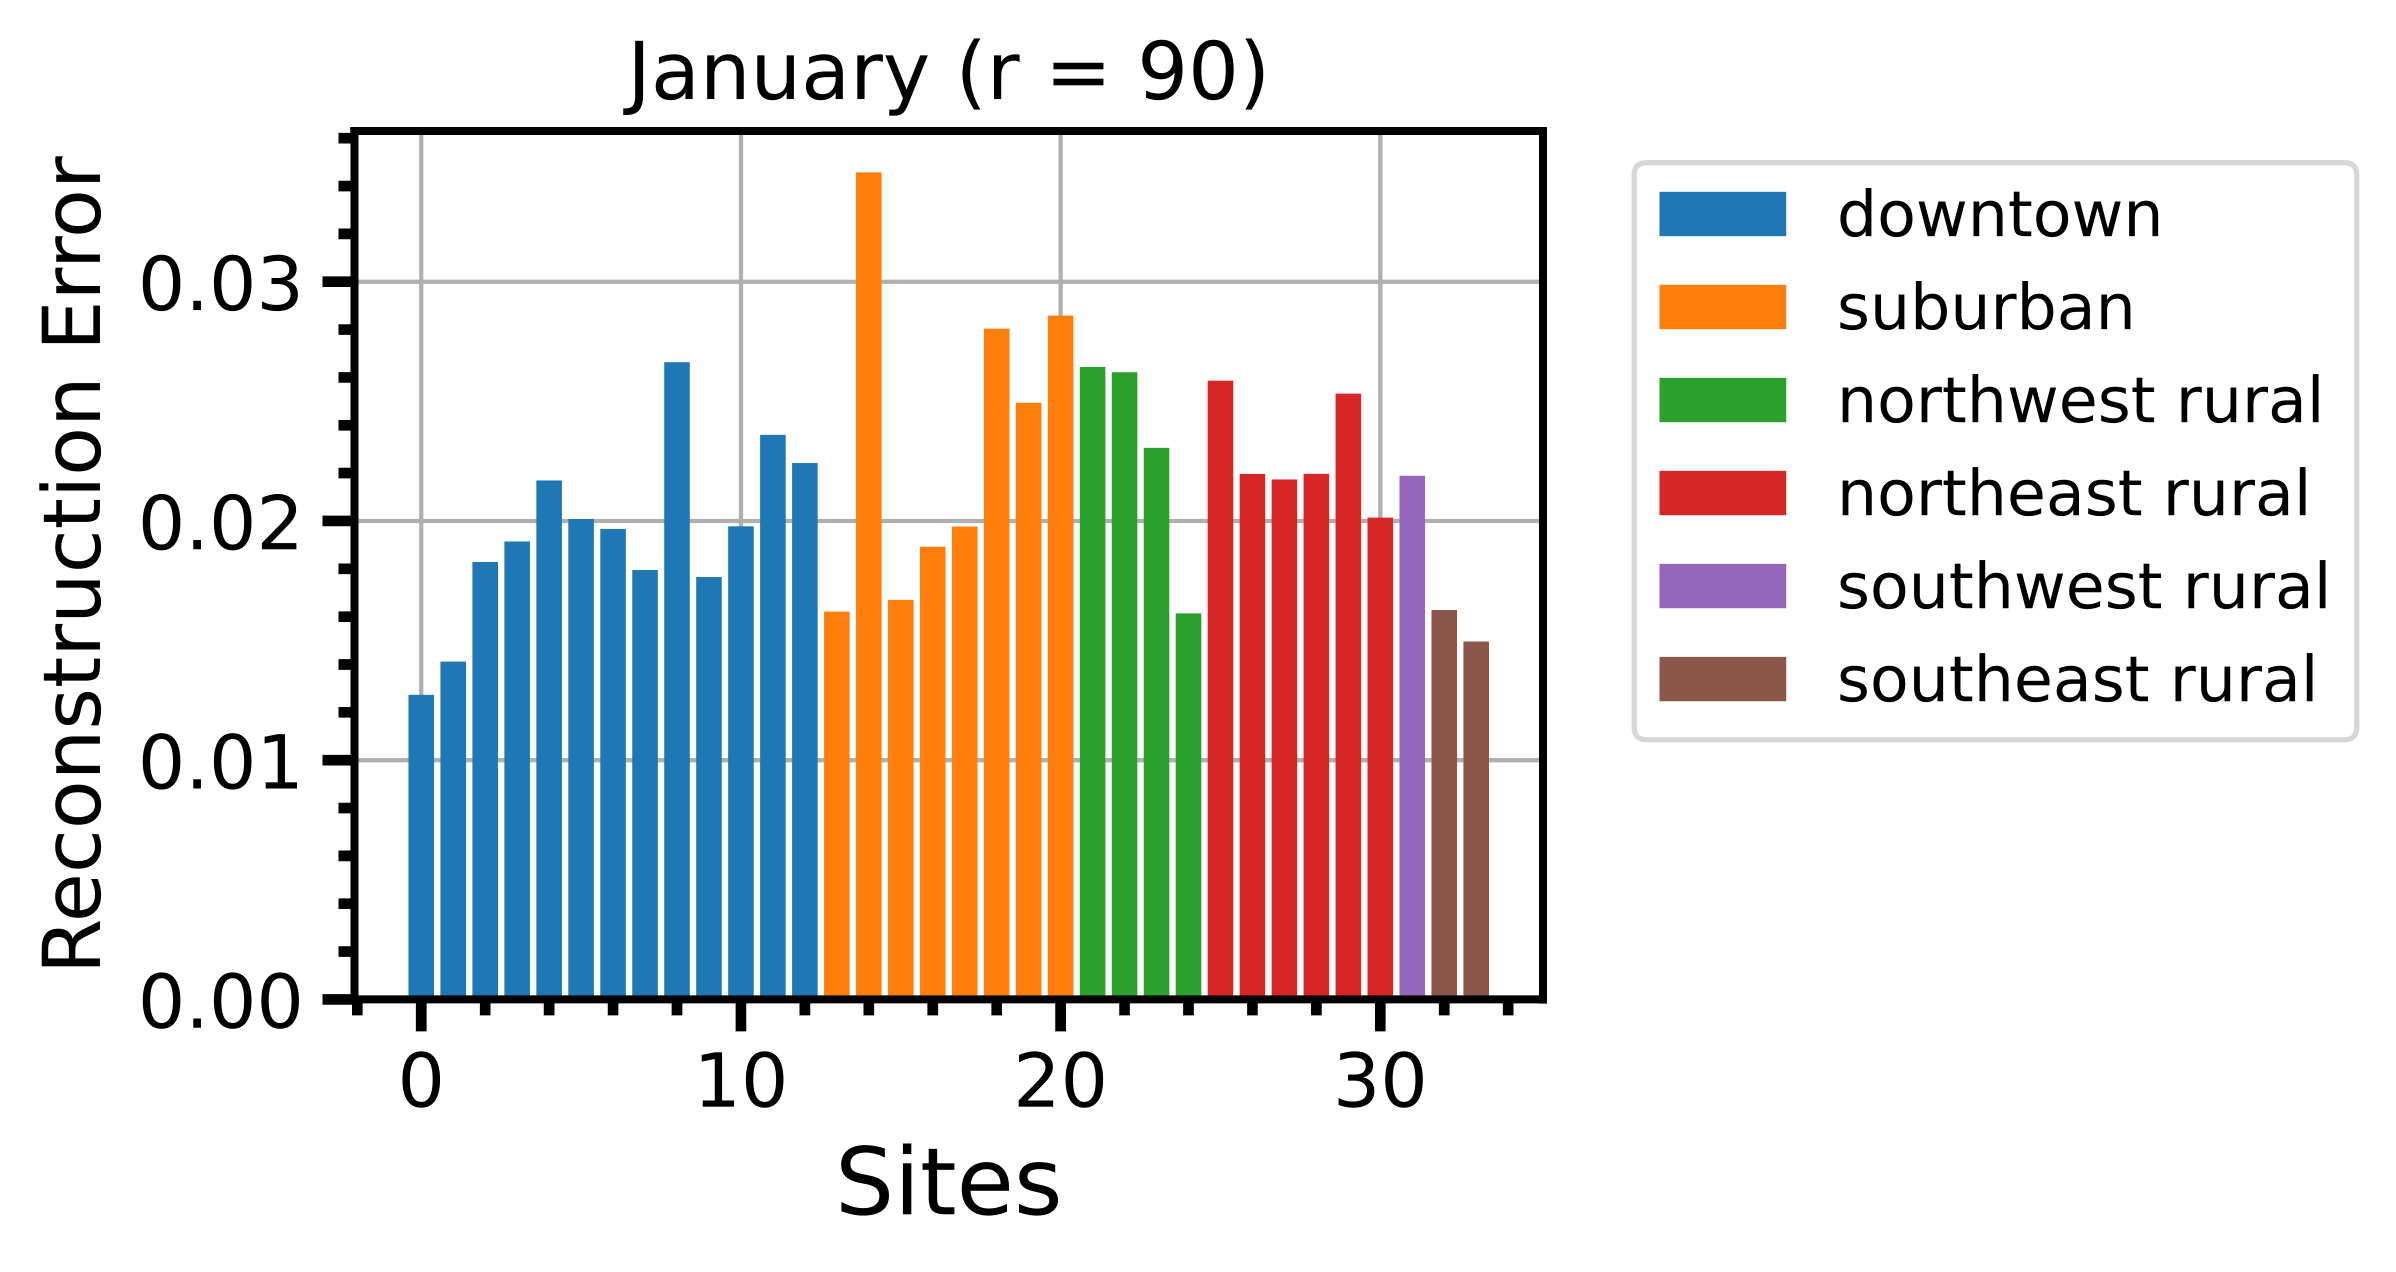 January (r = 90)
Reconstruction Error
0.03
0.02
0.01
0.00
0 10 20 30
Sites
downtown
suburban
northwest rural
northeast rural
southwest rural
southeast rural